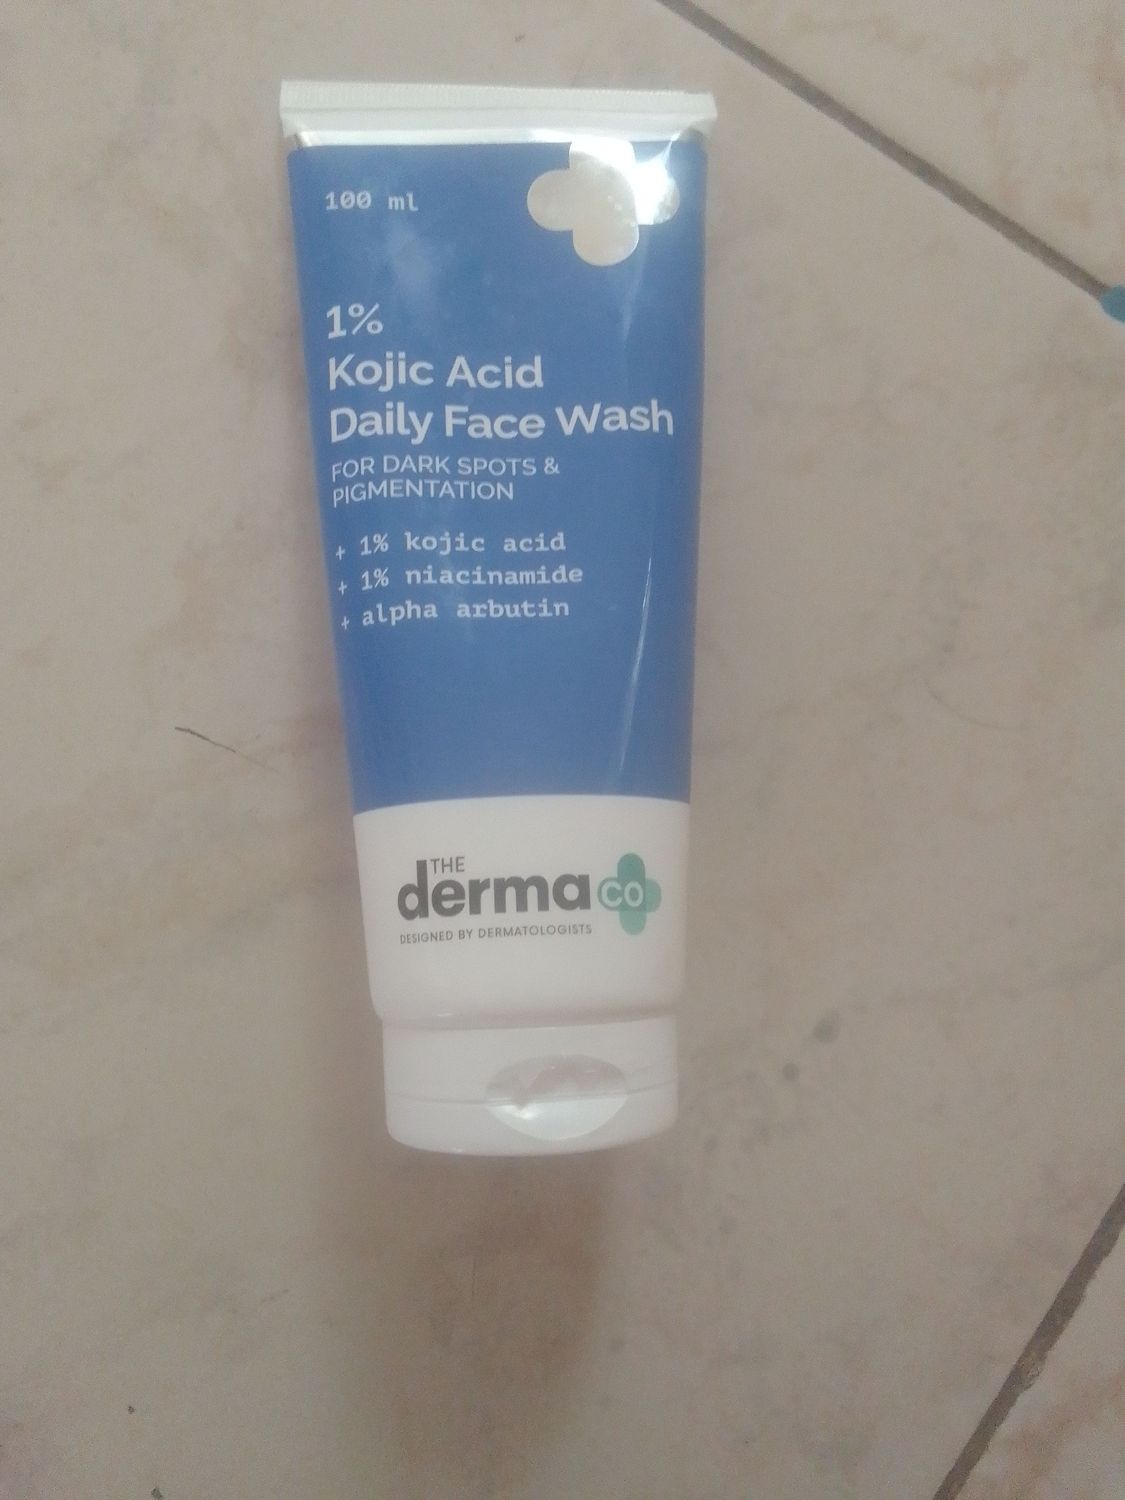 100 ml
1%
Kojic Acid
Daily Face Wash
FOR DARK SPOTS &
PIGMENTATION
+ 1% kojic acid
+ 1% niacinamide
+ alpha arbutin
THE
derma co
DESIGNED BY DERMATOLOGISTS